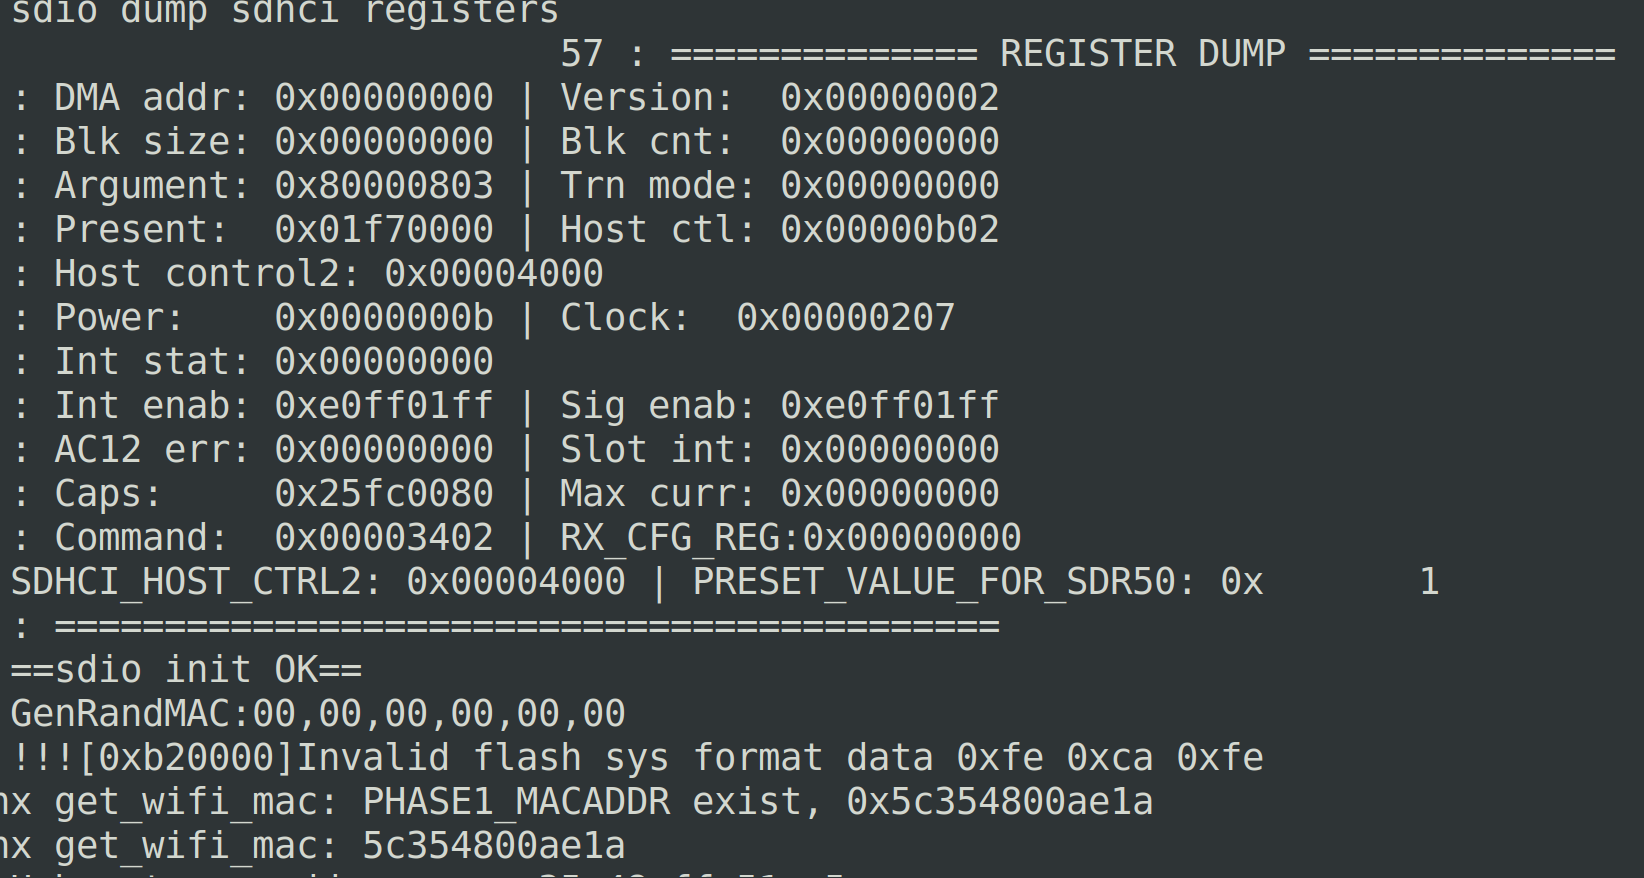 sdio dump sdhci registers
57 : ============== REGISTER DUMP ==============
: DMA addr: 0x00000000 | Version:  0x00000002
: Blk size: 0x00000000 | Blk cnt:  0x00000000
: Argument: 0x80000803 | Trn mode: 0x00000000
: Present:  0x01f70000 | Host ctl: 0x00000b02
: Host control2: 0x00004000
: Power:    0x0000000b | Clock:  0x00000207
: Int stat: 0x00000000
: Int enab: 0xe0ff01ff | Sig enab: 0xe0ff01ff
: AC12 err: 0x00000000 | Slot int: 0x00000000
: Caps:     0x25fc0080 | Max curr: 0x00000000
: Command:  0x00003402 | RX_CFG_REG:0x00000000
SDHCI_HOST_CTRL2: 0x00004000 | PRESET_VALUE_FOR_SDR50: 0x       1
: ===========================================
==sdio init OK==
GenRandMAC:00,00,00,00,00,00
!!![0xb20000]Invalid flash sys format data 0xfe 0xca 0xfe
get_wifi_mac: PHASE1_MACADDR exist, 0x5c354800ae1a
get_wifi_mac: 5c354800ae1a